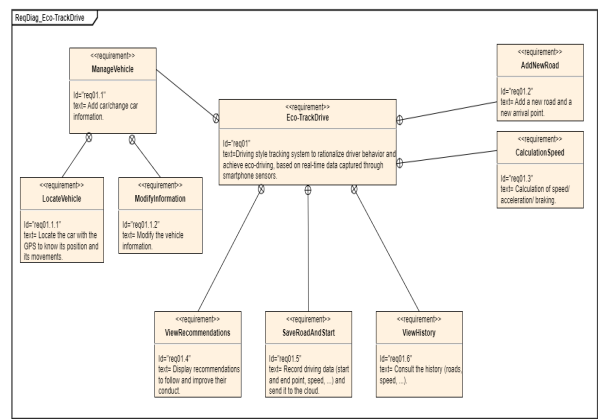 ReqDiag_Eco-TrackDrive
<<requirement>>
ManageVehicle
Id="req01.1"
text= Add car/change car
information.
<<requirement>>
Eco-TrackDrive
Id="req01"
text=Driving style tracking system to rationalize driver behavior and
achieve eco-driving, based on real-time data captured through
smartphone sensors.
<<requirement>>
AddNewRoad
Id="req01.2"
text= Add a new road and a
new arrival point.
<<requirement>>
CalculationSpeed
Id="req01.3"
text= Calculation of speed/
acceleration/ braking.
<<requirement>>
LocateVehicle
Id="req01.1.1"
text= Locate the car with the
GPS to know its position and
its movements.
<<requirement>>
ModifyInformation
Id="req01.1.2"
text= Modify the vehicle
information.
<<requirement>>
ViewRecommendations
Id="req01.4"
text= Display recommendations
to follow and improve their
conduct.
<<requirement>>
SaveRoadAndStart
Id="req01.5"
text= Record driving data (start
and end point, speed, ...) and
send it to the cloud.
<<requirement>>
ViewHistory
Id="req01.6"
text= Consult the history (roads,
speed, ...).